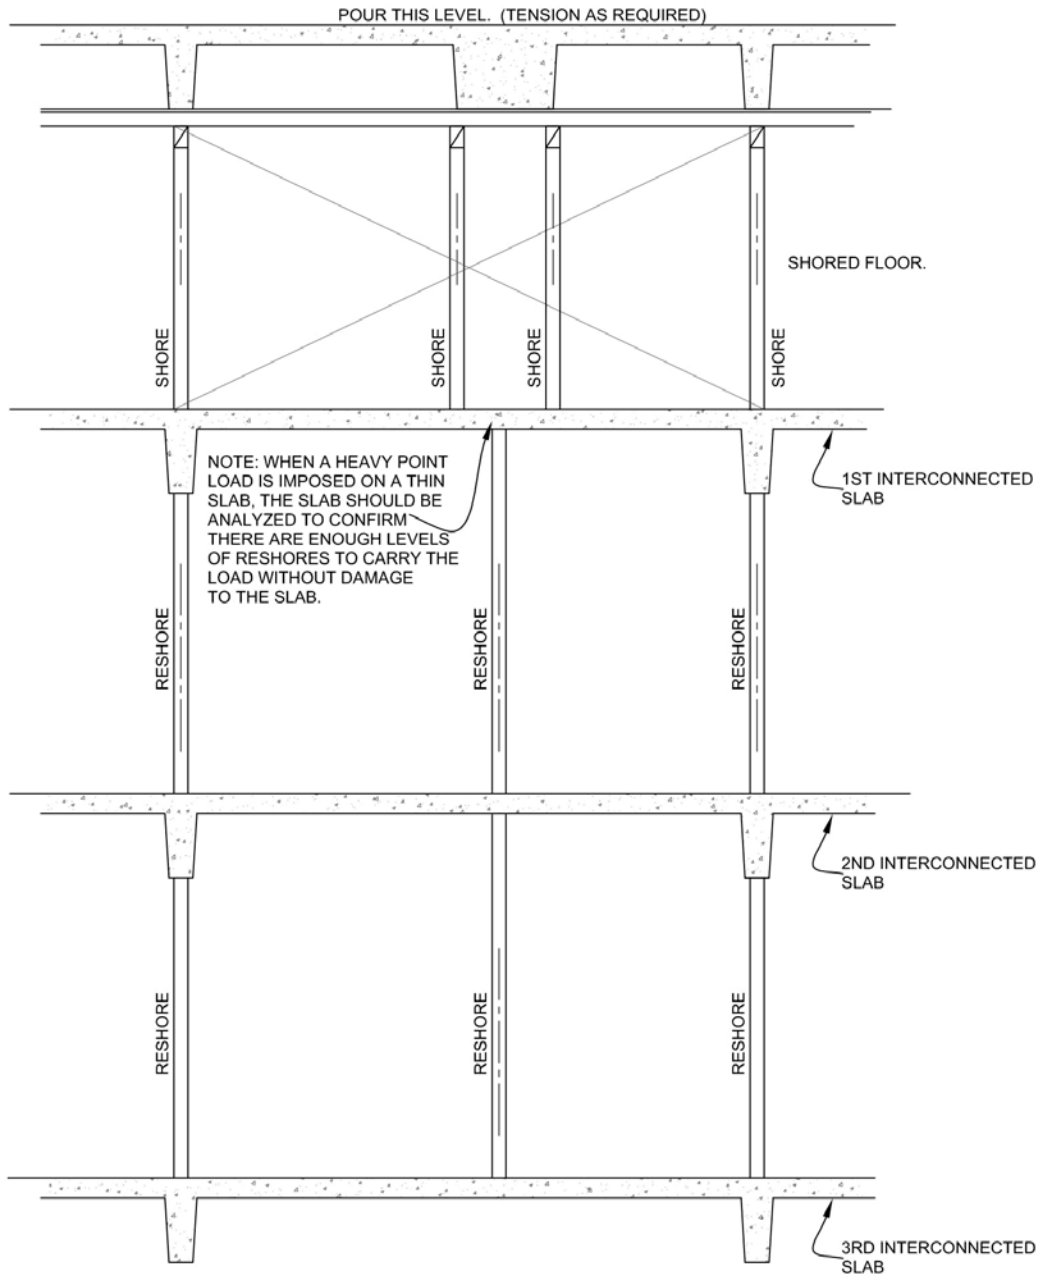 POUR THIS LEVEL. (TENSION AS REQUIRED)
SHORED FLOOR.
SHORE
SHORE
SHORE
SHORE
NOTE: WHEN A HEAVY POINT
LOAD IS IMPOSED ON A THIN
SLAB, THE SLAB SHOULD BE
ANALYZED TO CONFIRM
THERE ARE ENOUGH LEVELS
OF RESHORES TO CARRY THE
LOAD WITHOUT DAMAGE
TO THE SLAB.
1ST INTERCONNECTED
SLAB
RESHORE
RESHORE
RESHORE
2ND INTERCONNECTED
SLAB
RESHORE
RESHORE
RESHORE
3RD INTERCONNECTED
SLAB